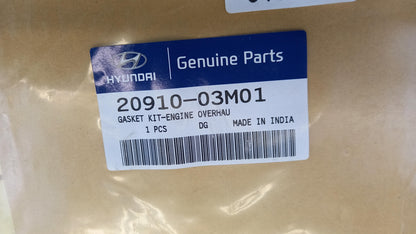 HYUNDAI
Genuine Parts
20910-03M01
GASKET KIT-ENGINE OVERHAU
1 PCS DG MADE IN INDIA